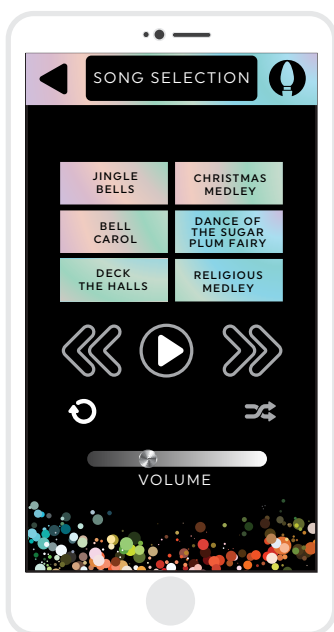 SONG SELECTION
JINGLE
BELLS
CHRISTMAS
MEDLEY
BELL
CAROL
DANCE OF
THE SUGAR
PLUM FAIRY
DECK
THE HALLS
RELIGIOUS
MEDLEY
VOLUME